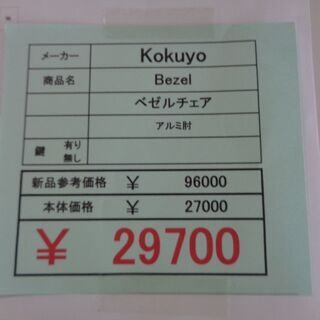 メーカー Kokuyo
商品名 Bezel
ベゼルチェア
アルミ肘
鍵 有り 無し
新品参考価格 ¥ 96000
本体価格 ¥ 27000
¥ 29700